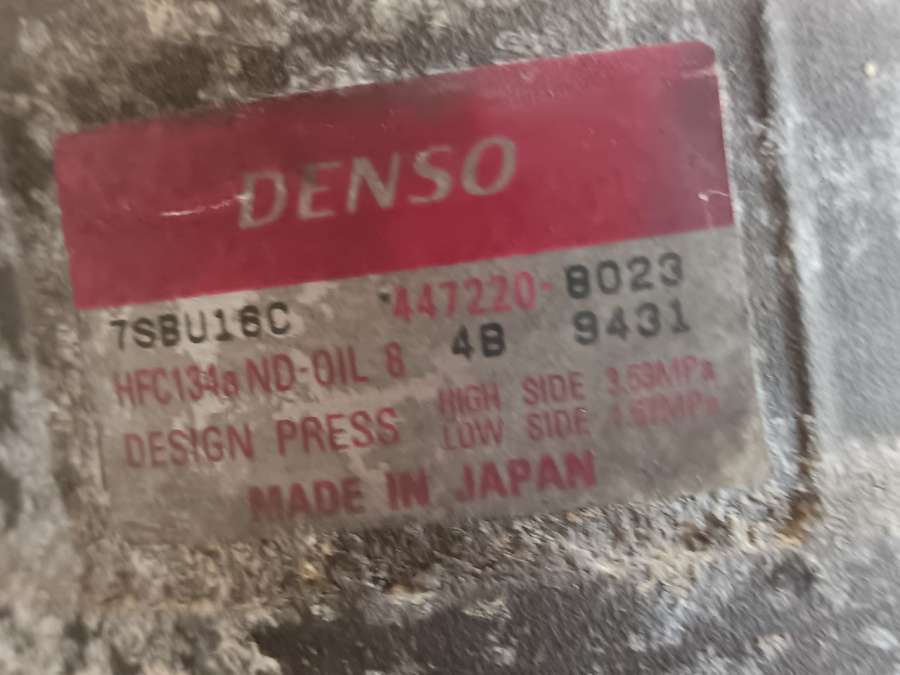 DENSO
7SBU16C 447220-8023
4B 9431
HFC134a ND-OIL 8
DESIGN PRESS HIGH SIDE 3.53MPa
LOW SIDE MPa
MADE IN JAPAN